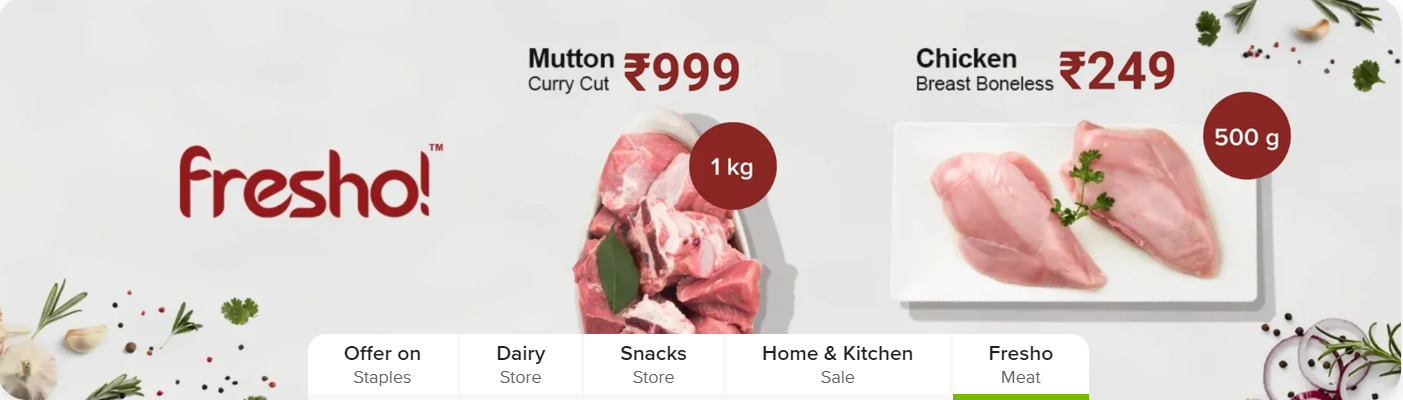 fresho!™
Mutton
Curry Cut
₹999
1 kg
Chicken
Breast Boneless
₹249
500 g
Offer on
Staples
Dairy
Store
Snacks
Store
Home & Kitchen
Sale
Fresho
Meat